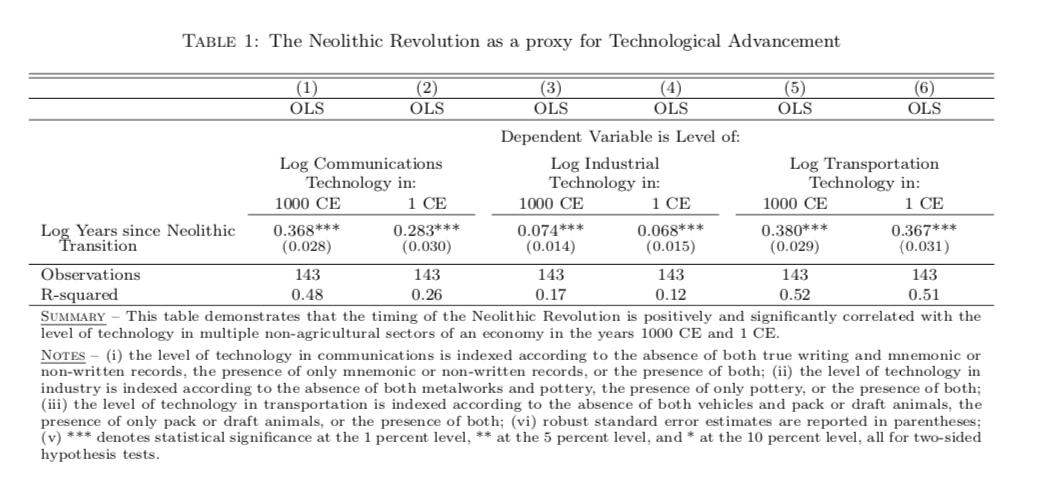 TABLE 1: The Neolithic Revolution as a proxy for Technological Advancement
(1) (2) (3) (4) (5) (6)
OLS OLS OLS OLS OLS OLS
Dependent Variable is Level of:
Log Communications Log Industrial Log Transportation
Technology in: Technology in: Technology in:
1000 CE 1 CE 1000 CE 1 CE 1000 CE 1 CE
Log Years since Neolithic 0.368*** 0.283*** 0.074*** 0.068*** 0.380*** 0.367***
Transition (0.028) (0.030) (0.014) (0.015) (0.029) (0.031)
Observations 143 143 143 143 143 143
R-squared 0.48 0.26 0.17 0.12 0.52 0.51
SUMMARY – This table demonstrates that the timing of the Neolithic Revolution is positively and significantly correlated with the
level of technology in multiple non-agricultural sectors of an economy in the years 1000 CE and 1 CE.
NOTES – (i) the level of technology in communications is indexed according to the absence of both true writing and mnemonic or
non-written records, the presence of only mnemonic or non-written records, or the presence of both; (ii) the level of technology in
industry is indexed according to the absence of both metalworks and pottery, the presence of only pottery, or the presence of both;
(iii) the level of technology in transportation is indexed according to the absence of both vehicles and pack or draft animals, the
presence of only pack or draft animals, or the presence of both; (vi) robust standard error estimates are reported in parentheses;
(v) *** denotes statistical significance at the 1 percent level, ** at the 5 percent level, and * at the 10 percent level, all for two-sided
hypothesis tests.